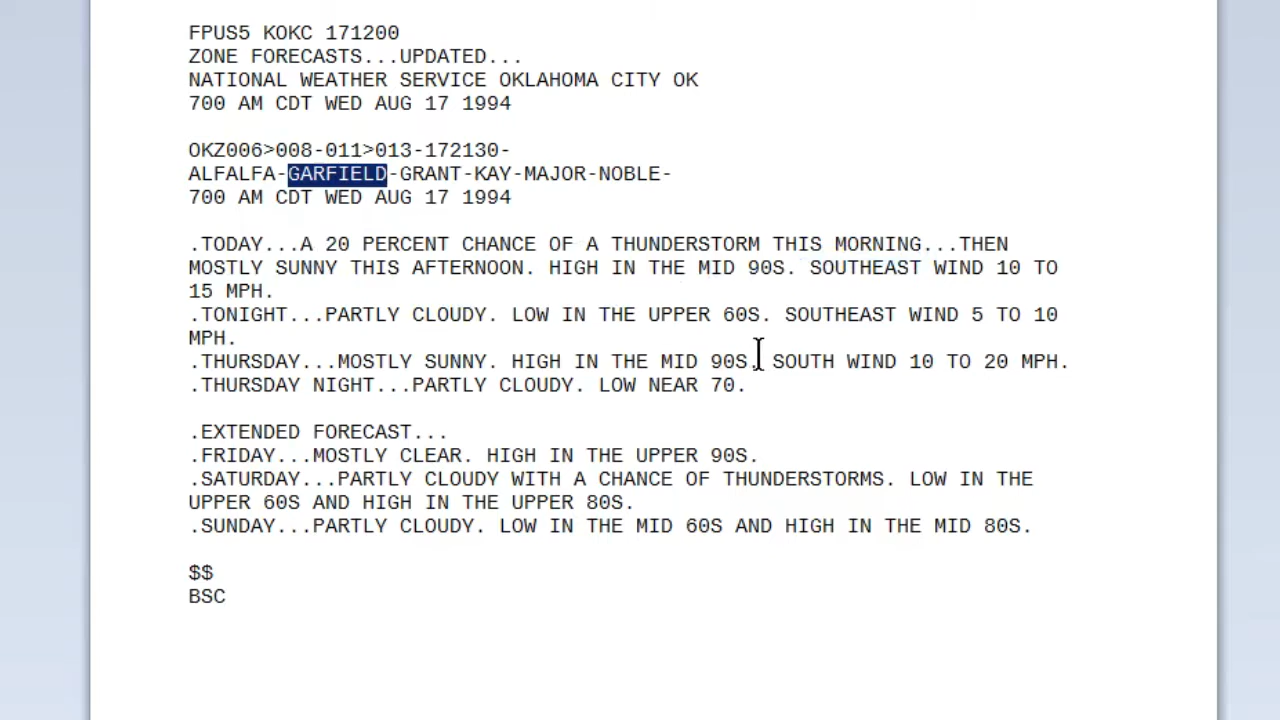 FPUS5 KOKC 171200
ZONE FORECASTS...UPDATED...
NATIONAL WEATHER SERVICE OKLAHOMA CITY OK
700 AM CDT WED AUG 17 1994
OKZ006>008-011>013-172130-
ALFALFA-GARFIELD-GRANT-KAY-MAJOR-NOBLE-
700 AM CDT WED AUG 17 1994
.TODAY...A 20 PERCENT CHANCE OF A THUNDERSTORM THIS MORNING...THEN
MOSTLY SUNNY THIS AFTERNOON. HIGH IN THE MID 90S. SOUTHEAST WIND 10 TO
15 MPH.
.TONIGHT...PARTLY CLOUDY. LOW IN THE UPPER 60S. SOUTHEAST WIND 5 TO 10
MPH.
.THURSDAY...MOSTLY SUNNY. HIGH IN THE MID 90S. SOUTH WIND 10 TO 20 MPH.
.THURSDAY NIGHT...PARTLY CLOUDY. LOW NEAR 70.
.EXTENDED FORECAST...
.FRIDAY...MOSTLY CLEAR. HIGH IN THE UPPER 90S.
.SATURDAY...PARTLY CLOUDY WITH A CHANCE OF THUNDERSTORMS. LOW IN THE
UPPER 60S AND HIGH IN THE UPPER 80S.
.SUNDAY...PARTLY CLOUDY. LOW IN THE MID 60S AND HIGH IN THE MID 80S.
$$
BSC